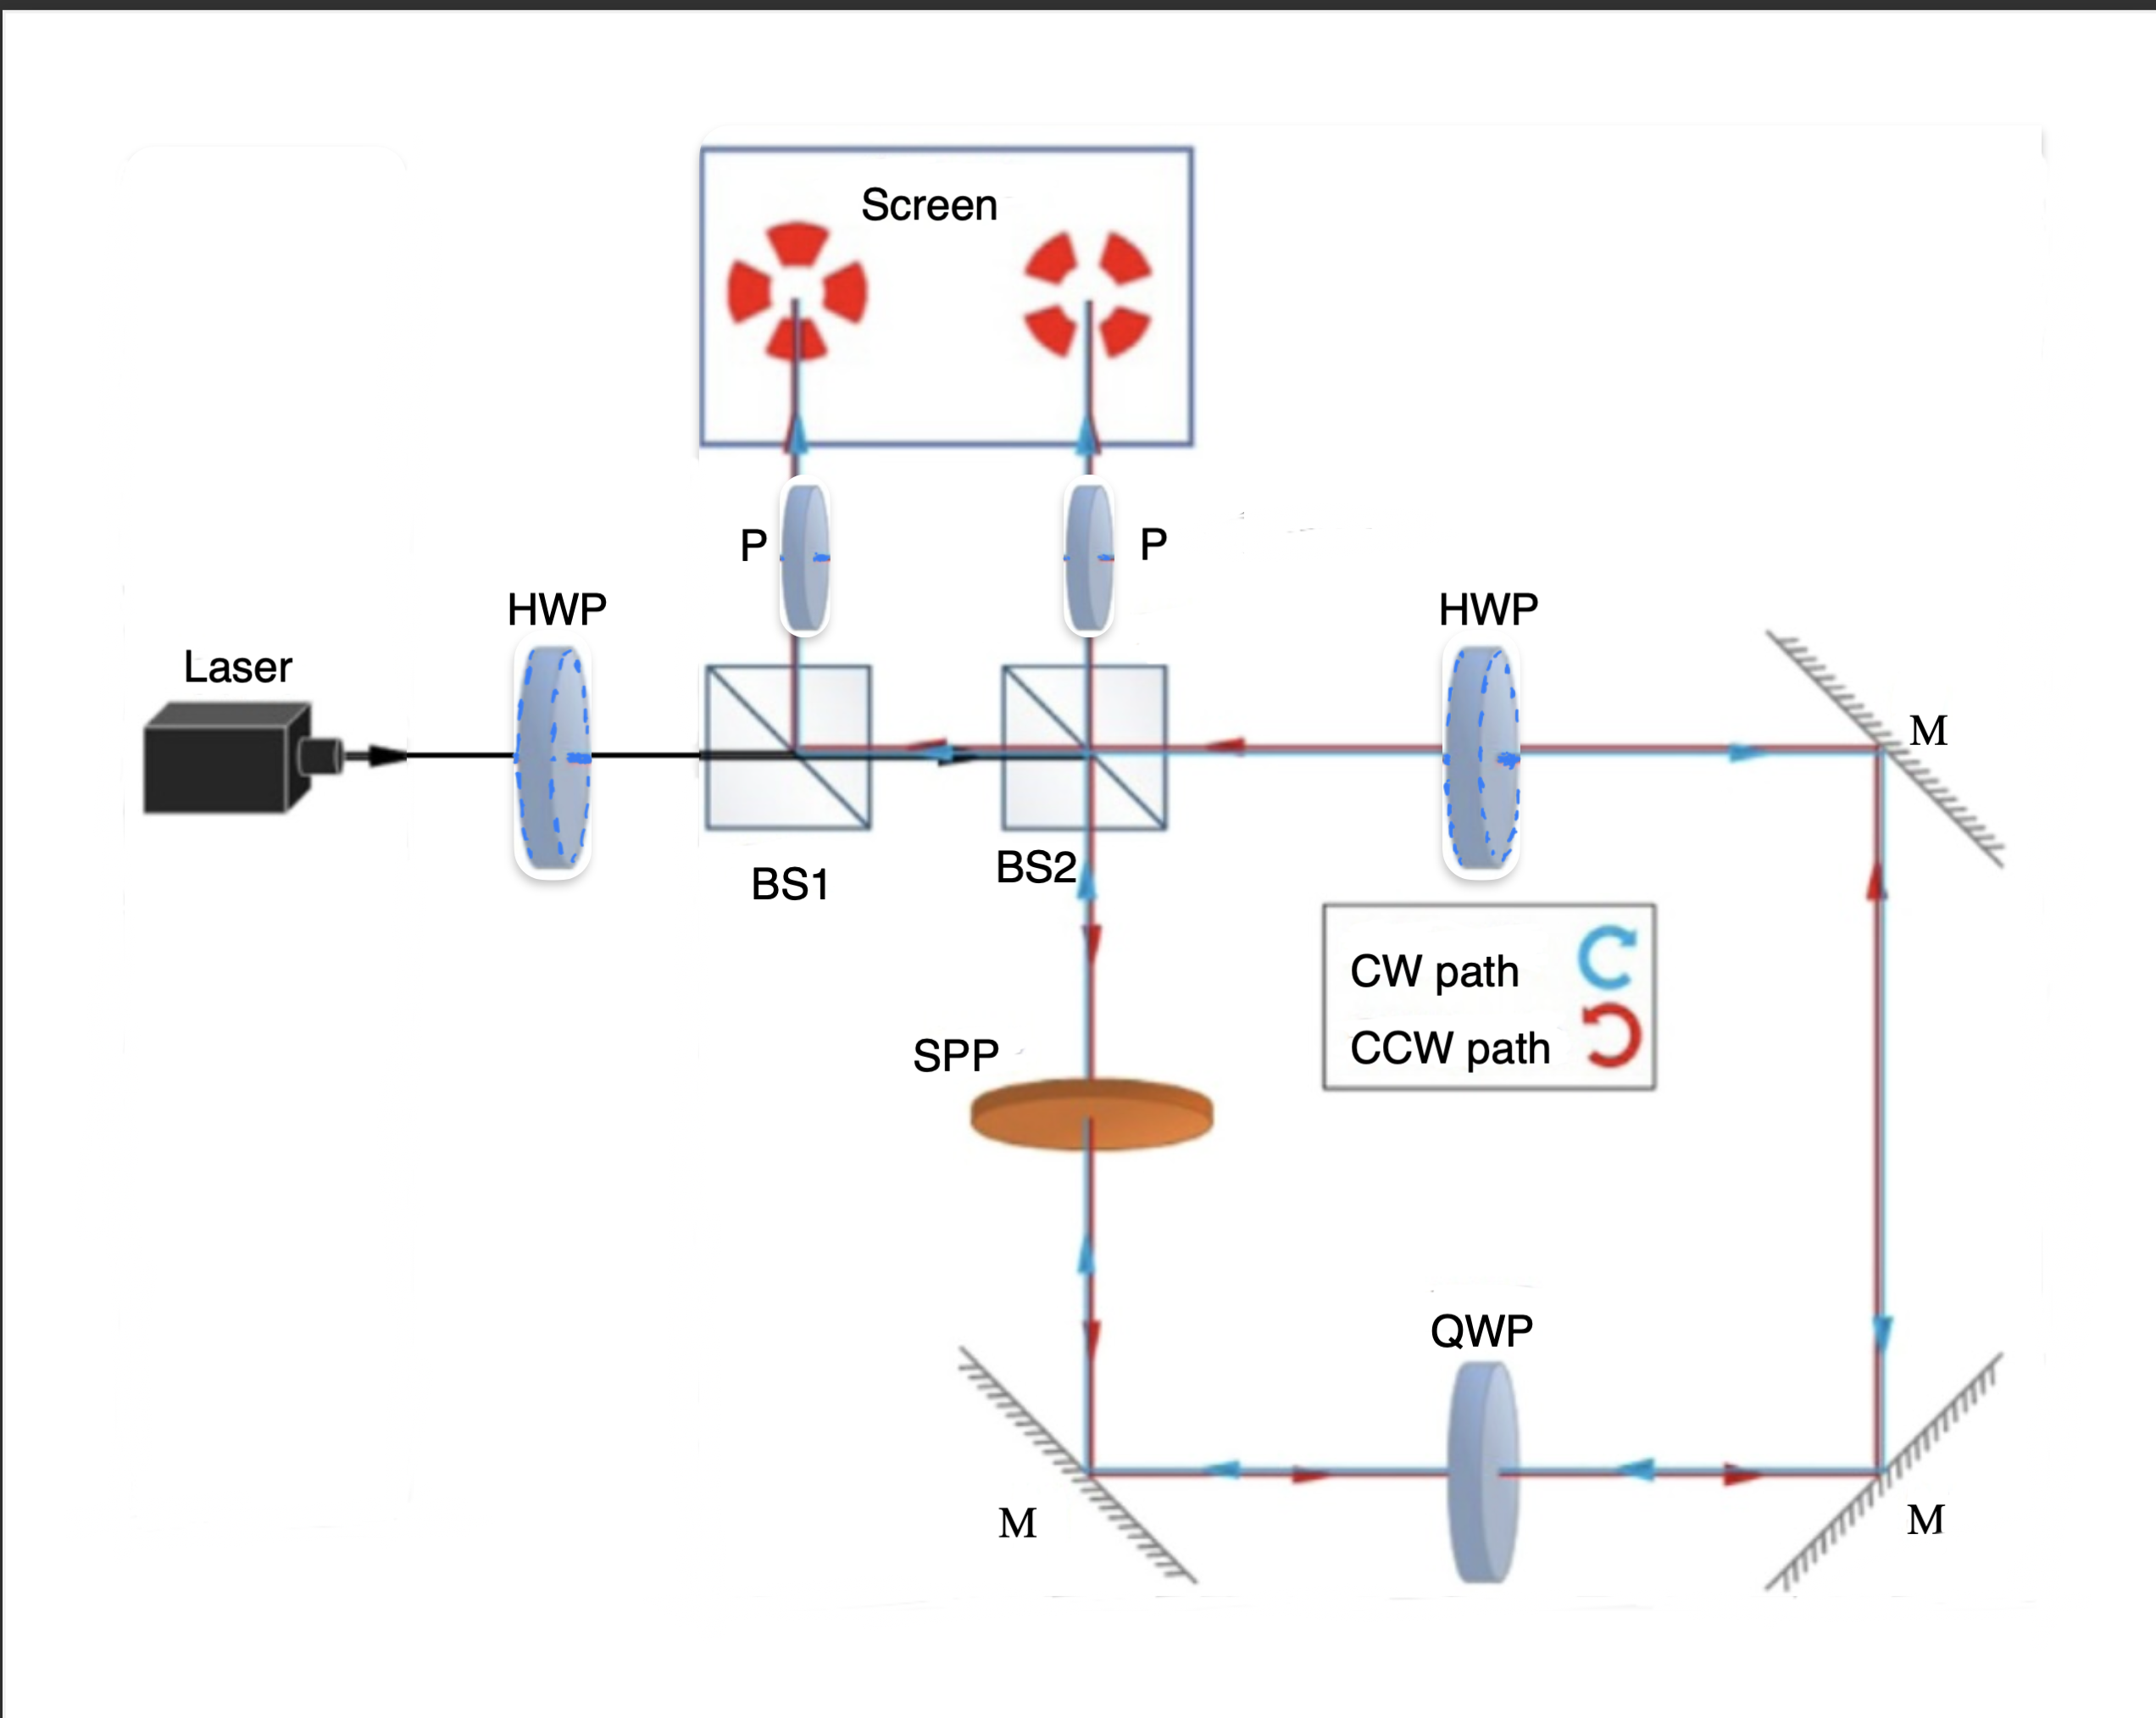 Screen
P
P
HWP
HWP
Laser
M
BS1
BS2
CW path
CCW path
SPP
QWP
M
M